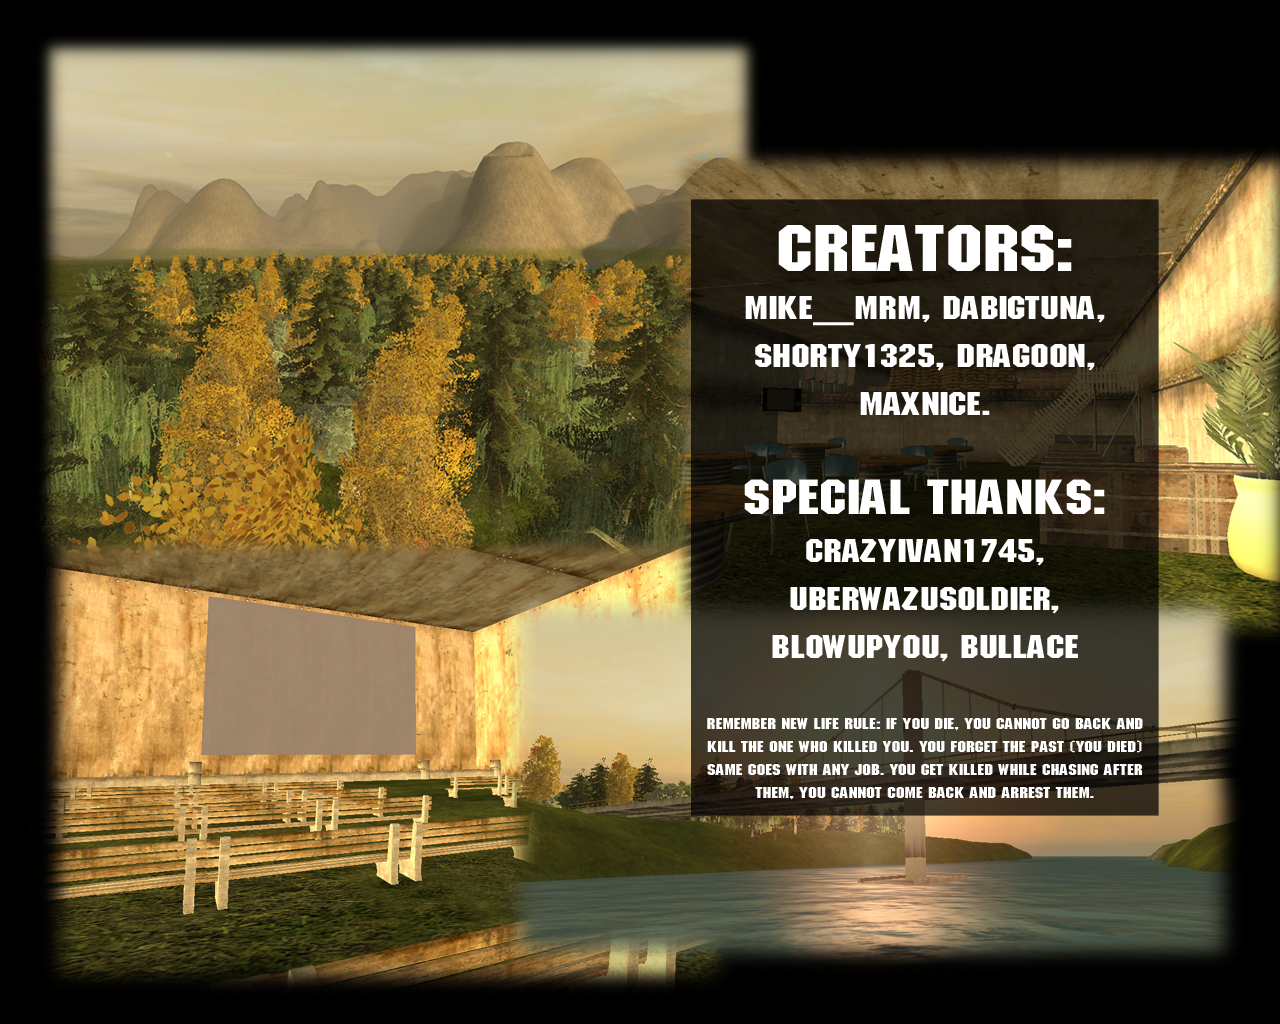 CREATORS:
MIKE__MRM, DABIGTUNA,
SHORTY1325, DRAGOON,
MAXNICE.
SPECIAL THANKS:
CRAZYIVAN1745,
UBERWAZUSOLDIER,
BLOWUPYOU, BULLACE
REMEMBER NEW LIFE RULE: IF YOU DIE, YOU CANNOT GO BACK AND
KILL THE ONE WHO KILLED YOU. YOU FORGET THE PAST (YOU DIED)
SAME GOES WITH ANY JOB. YOU GET KILLED WHILE CHASING AFTER
THEM, YOU CANNOT COME BACK AND ARREST THEM.